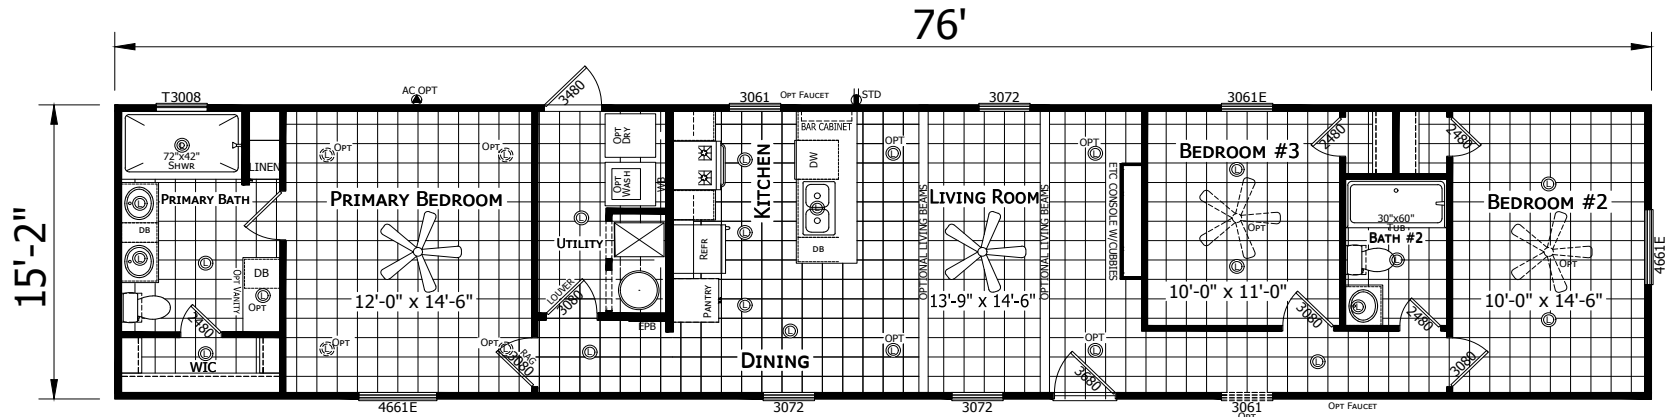 76'
15'-2"
T3008
AC OPT
3480
3061
OPT FAUCET
STD
3072
3061E
72"x42"
SHWR
LINEN
PRIMARY BATH
DB
DB
OPT VANITY
OPT
2480
WIC
OPT
OPT
PRIMARY BEDROOM
12'-0" x 14'-6"
OPT
OPT
RAG
3080
4661E
OPT
DRY
OPT
WASH
WB
UTILITY
LOUVER
3080
EPB
KITCHEN
REFR
PANTRY
BAR CABINET
DW
DB
DINING
3072
OPT
OPT
OPTIONAL LIVING BEAMS
LIVING ROOM
13'-9" x 14'-6"
OPTIONAL LIVING BEAMS
3072
OPT
OPT
3680
ETC CONSOLE W/CUBBIES
BEDROOM #3
OPT
10'-0" x 11'-0"
3080
2480
3061
OPT
2480
30"x60"
TUB
BATH #2
2480
OPT FAUCET
BEDROOM #2
OPT
10'-0" x 14'-6"
3080
4661E